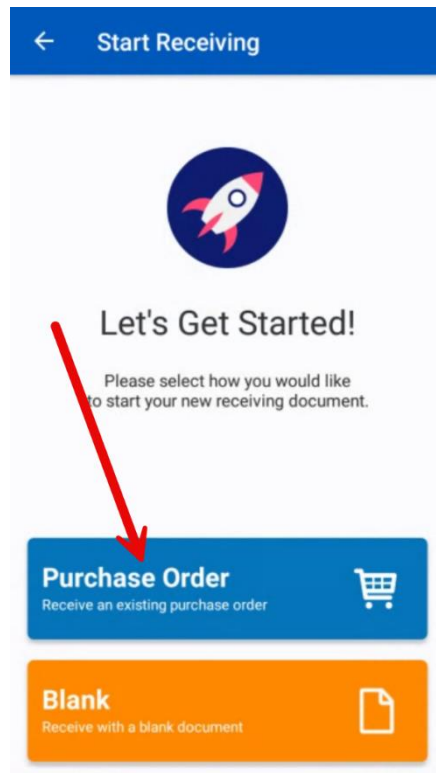 Start Receiving
Let's Get Started!
Please select how you would like
to start your new receiving document.
Purchase Order
Receive an existing purchase order
Blank
Receive with a blank document